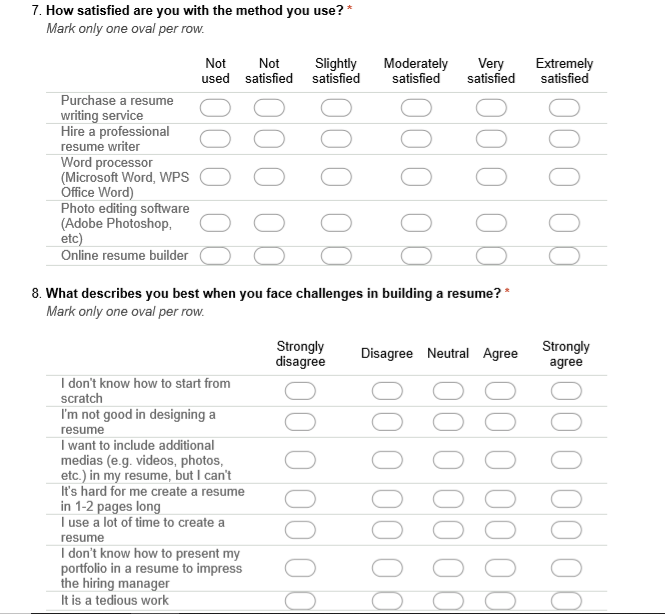 7. How satisfied are you with the method you use? *
Mark only one oval per row.
Not used Not satisfied Slightly satisfied Moderately satisfied Very satisfied Extremely satisfied
Purchase a resume
writing service
Hire a professional
resume writer
Word processor
(Microsoft Word, WPS
Office Word)
Photo editing software
(Adobe Photoshop,
etc)
Online resume builder
8. What describes you best when you face challenges in building a resume? *
Mark only one oval per row.
Strongly disagree Disagree Neutral Agree Strongly agree
I don't know how to start from
scratch
I'm not good in designing a
resume
I want to include additional
medias (e.g. videos, photos,
etc.) in my resume, but I can't
It's hard for me create a resume
in 1-2 pages long
I use a lot of time to create a
resume
I don't know how to present my
portfolio in a resume to impress
the hiring manager
It is a tedious work